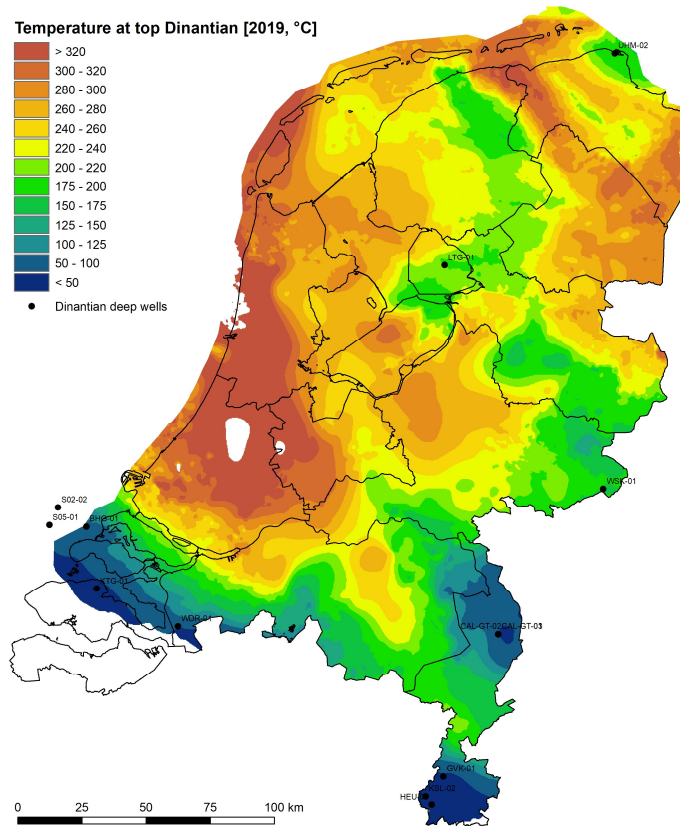 Temperature at top Dinantian [2019, °C]
> 320
300 - 320
280 - 300
260 - 280
240 - 260
220 - 240
200 - 220
175 - 200
150 - 175
125 - 150
100 - 125
50 - 100
< 50
Dinantian deep wells
UHM-02
LTG-01
WSK-01
S02-02
S05-01
BHG-01
KTG-01
WDR-01
CAL-GT-02
CAL-GT-03
GVK-01
KSL-02
0 25 50 75 100 km